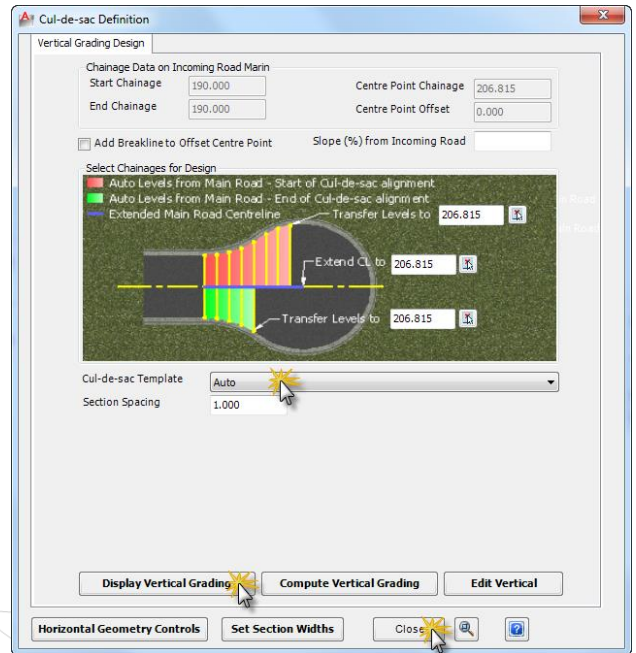 Cul-de-sac Definition
Vertical Grading Design
Chainage Data on Incoming Road Marin
Start Chainage 190.000 Centre Point Chainage 206.815
End Chainage 190.000 Centre Point Offset 0.000
Add Breakline to Offset Centre Point Slope (%) from Incoming Road
Select Chainages for Design
Auto Levels from Main Road - Start of Cul-de-sac alignment
Auto Levels from Main Road - End of Cul-de-sac alignment
Extended Main Road Centreline Transfer Levels to 206.815
Extend CL to 206.815
Transfer Levels to 206.815
Cul-de-sac Template Auto
Section Spacing 1.000
Display Vertical Grading Compute Vertical Grading Edit Vertical
Horizontal Geometry Controls Set Section Widths Close